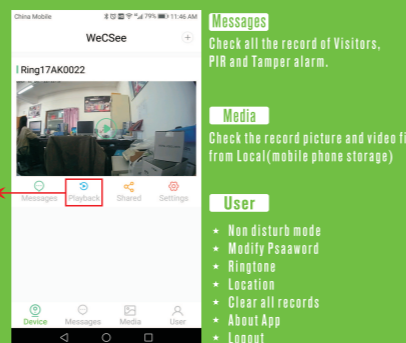 China Mobile 79% 11:46 AM
WeCSee
Ring17AK0022
Messages Playback Shared Settings
Device Messages Media User
Messages
Check all the record of Visitors,
PIR and Tamper alarm.
Media
Check the record picture and video
from Local(mobile phone storage)
User
* Non disturb mode
* Modify Psaaword
* Ringtone
* Location
* Clear all records
* About App
* Logout